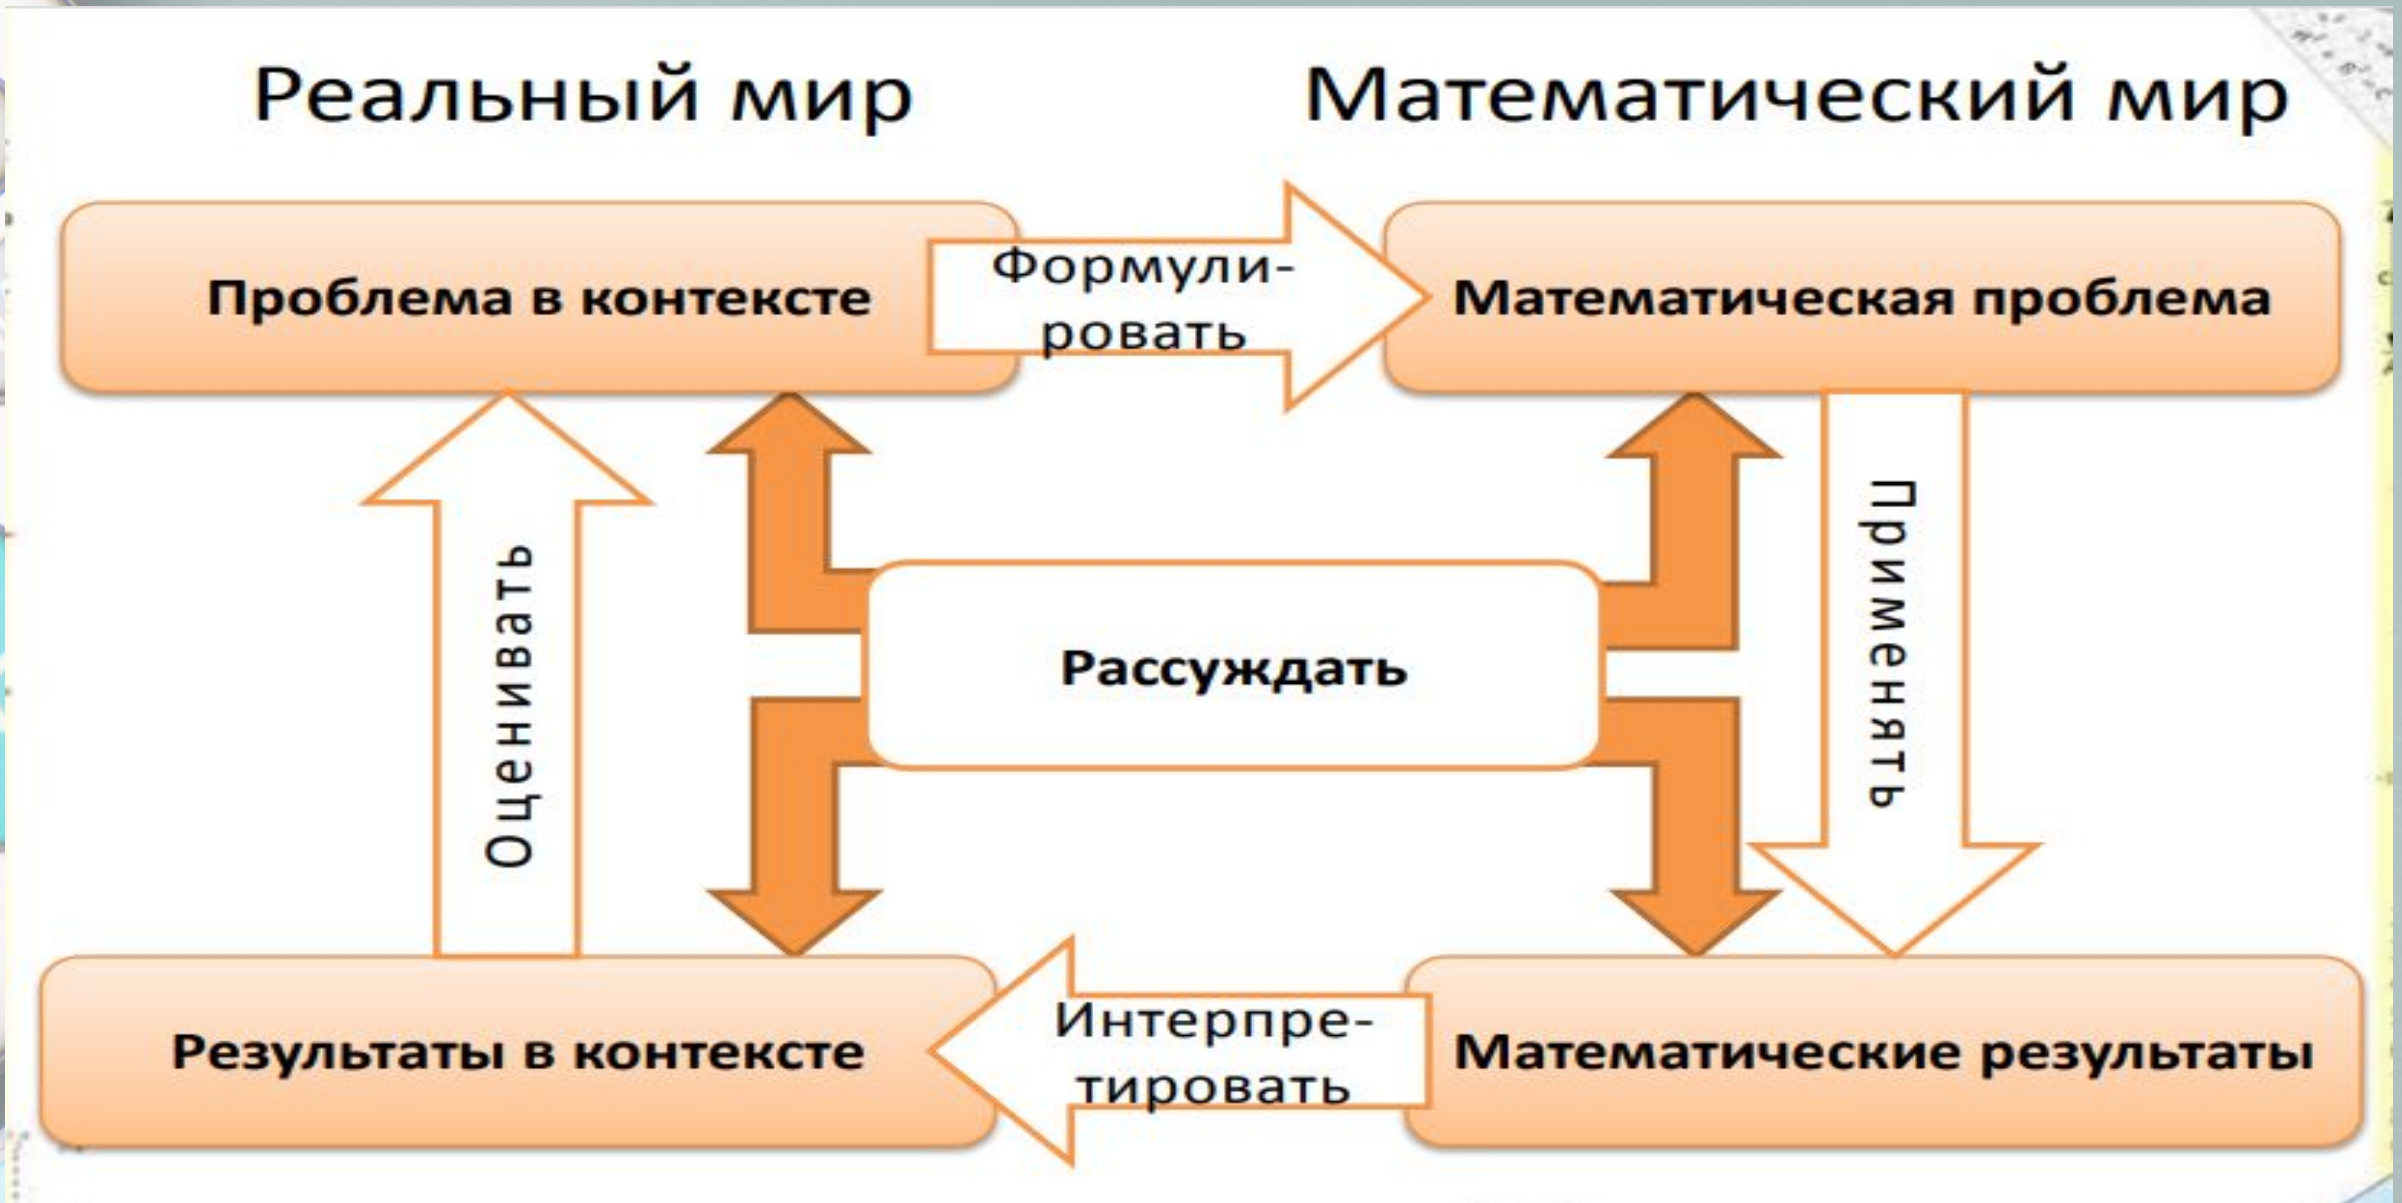 Реальный мир
Математический мир
Проблема в контексте
Формули-
ровать
Математическая проблема
Оценивать
Рассуждать
Применять
Результаты в контексте
Интерпре-
тировать
Математические результаты